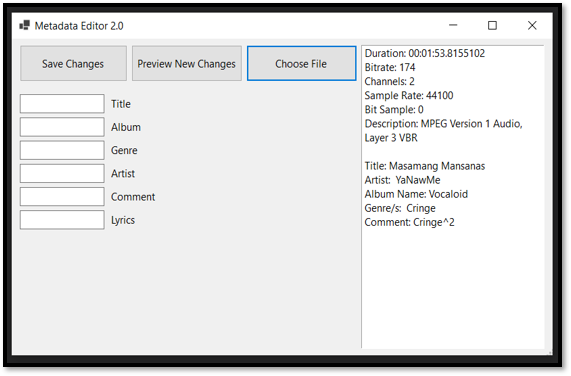 Metadata Editor 2.0
Save Changes
Preview New Changes
Choose File
Title
Album
Genre
Artist
Comment
Lyrics
Duration: 00:01:53.8155102
Bitrate: 174
Channels: 2
Sample Rate: 44100
Bit Sample: 0
Description: MPEG Version 1 Audio,
Layer 3 VBR
Title: Masamang Mansanas
Artist:  YaNawMe
Album Name: Vocaloid
Genre/s:  Cringe
Comment: Cringe^2